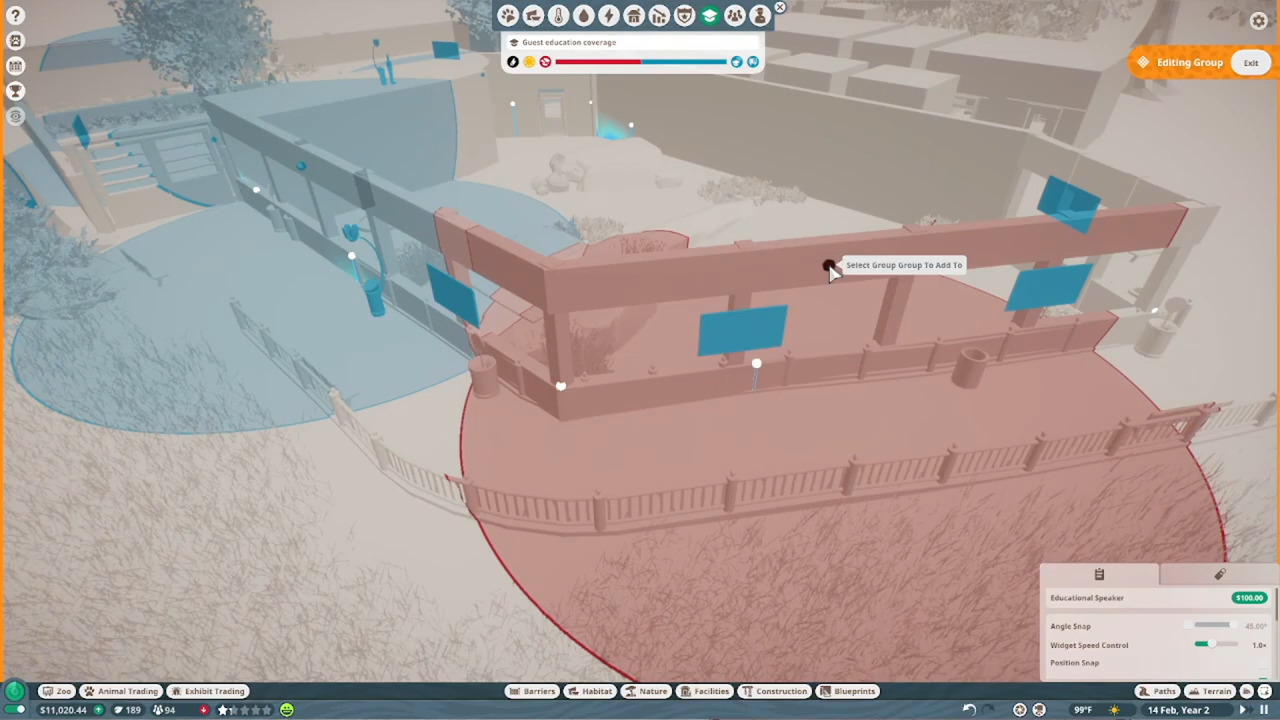 Guest education coverage
Editing Group
Exit
Select Group Group To Add To
Educational Speaker
$100.00
Angle Snap
45.00°
Widget Speed Control
1.0×
Position Snap
Zoo
Animal Trading
Exhibit Trading
Barriers
Habitat
Nature
Facilities
Construction
Blueprints
Paths
Terrain
$11,020.44
189
94
99°F
14 Feb, Year 2